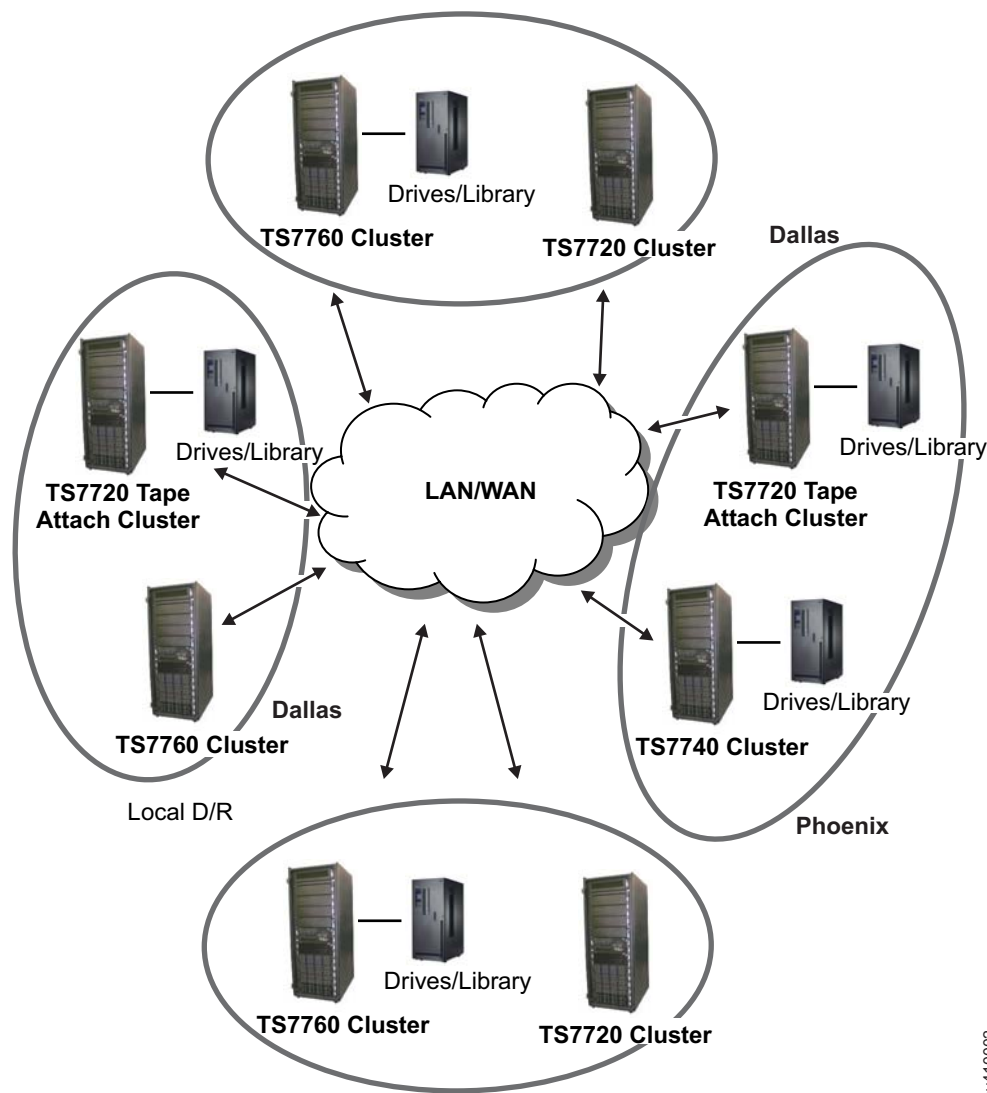 Drives/Library
TS7760 Cluster
TS7720 Cluster
Dallas
Drives/Library
TS7720 Tape
Attach Cluster
TS7760 Cluster
Dallas
Local D/R
LAN/WAN
Drives/Library
TS7720 Tape
Attach Cluster
Drives/Library
TS7740 Cluster
Phoenix
Drives/Library
TS7760 Cluster
TS7720 Cluster